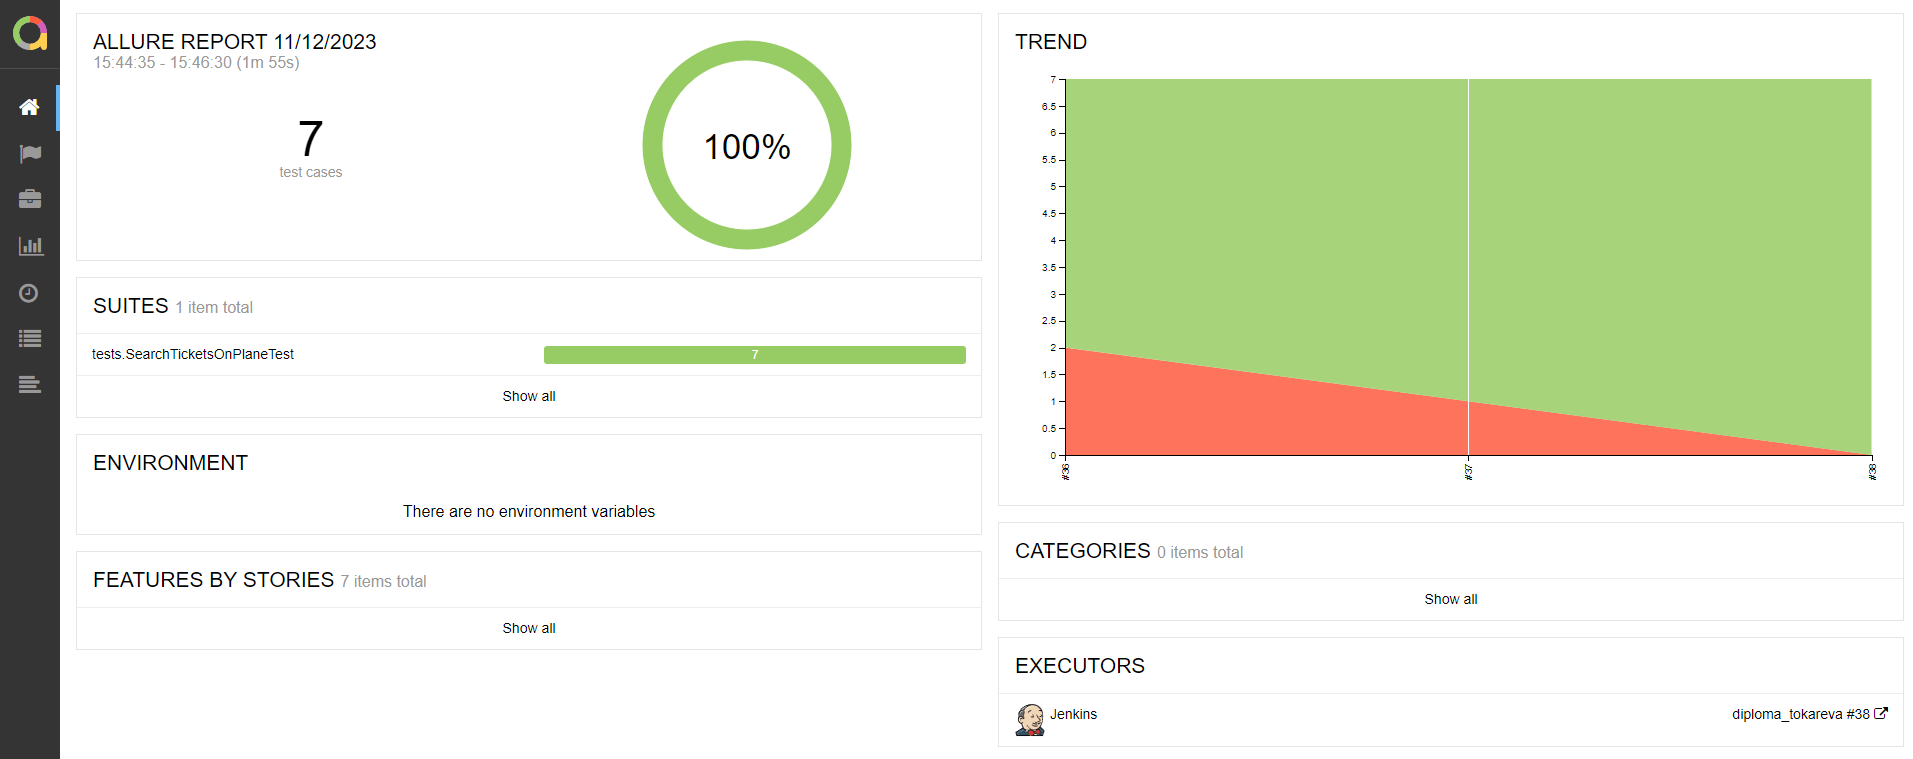 ALLURE REPORT 11/12/2023
15:44:35 - 15:46:30 (1m 55s)
7
test cases
100%
SUITES 1 item total
tests.SearchTicketsOnPlaneTest 7
Show all
ENVIRONMENT
There are no environment variables
FEATURES BY STORIES 7 items total
Show all
TREND
7
6.5
6
5.5
5
4.5
4
3.5
3
2.5
2
1.5
1
0.5
0
#36 #37 #38
CATEGORIES 0 items total
Show all
EXECUTORS
Jenkins diploma_tokareva #38